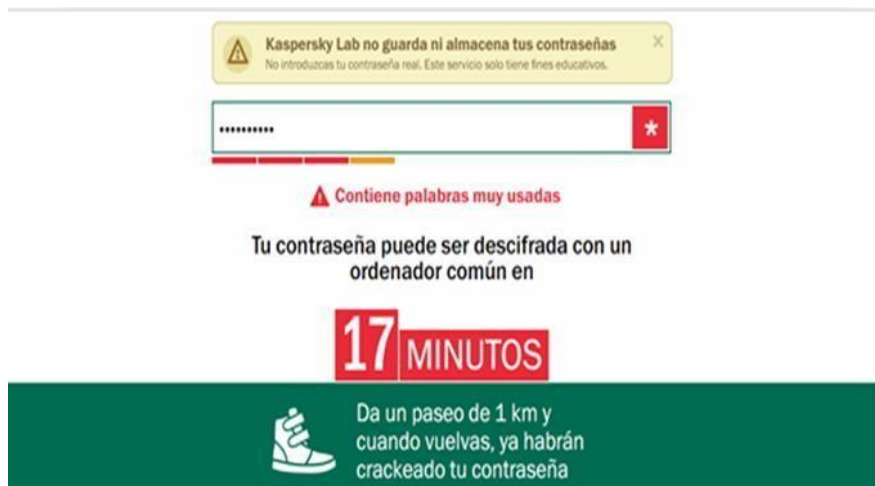 Kaspersky Lab no guarda ni almacena tus contraseñas
No introduzcas tu contraseña real. Este servicio solo tiene fines educativos.
••••••••••
*
Contiene palabras muy usadas
Tu contraseña puede ser descifrada con un
ordenador común en
17 MINUTOS
Da un paseo de 1 km y
cuando vuelvas, ya habrán
crackeado tu contraseña